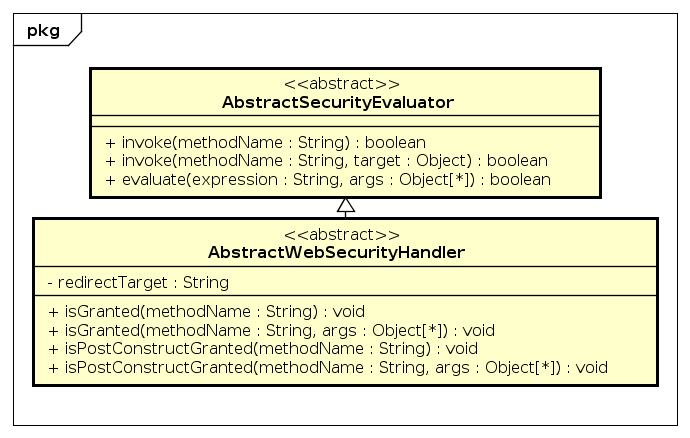 pkg
<<abstract>>
AbstractSecurityEvaluator
+ invoke(methodName : String) : boolean
+ invoke(methodName : String, target : Object) : boolean
+ evaluate(expression : String, args : Object[*]) : boolean
<<abstract>>
AbstractWebSecurityHandler
- redirectTarget : String
+ isGranted(methodName : String) : void
+ isGranted(methodName : String, args : Object[*]) : void
+ isPostConstructGranted(methodName : String) : void
+ isPostConstructGranted(methodName : String, args : Object[*]) : void